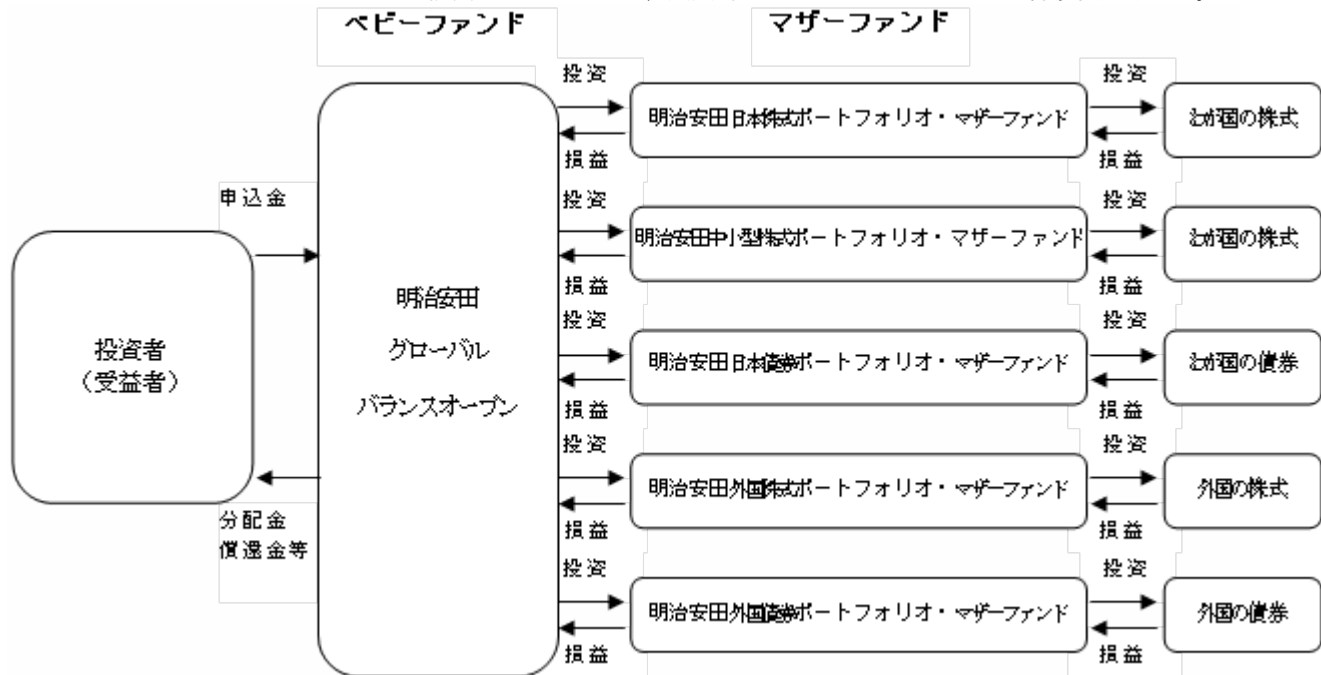 ベビーファンド
マザーファンド
投資者
（受益者）
申込金
分配金
償還金等
明治安田
グローバル
バランスオープン
投資
損益
明治安田日本株式ポートフォリオ・マザーファンド
投資
損益
わが国の株式
投資
損益
明治安田中小型株式ポートフォリオ・マザーファンド
投資
損益
わが国の株式
投資
損益
明治安田日本債券ポートフォリオ・マザーファンド
投資
損益
わが国の債券
投資
損益
明治安田外国株式ポートフォリオ・マザーファンド
投資
損益
外国の株式
投資
損益
明治安田外国債券ポートフォリオ・マザーファンド
投資
損益
外国の債券